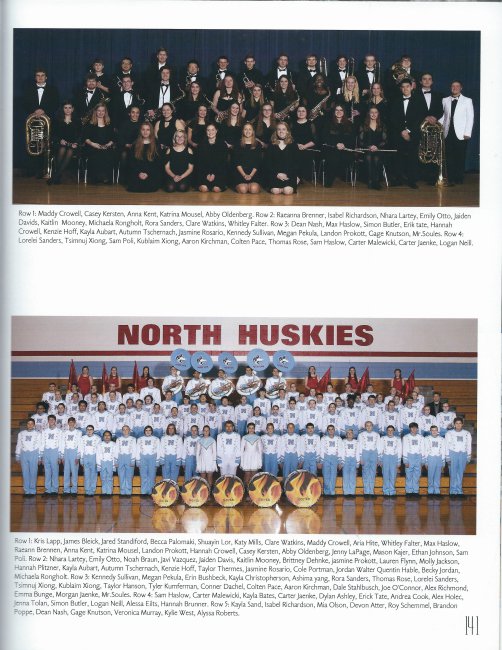 Row 1: Maddy Crowell, Casey Kersten, Anna Kent, Katrina Mousel, Abby Oldenberg. Row 2: Raeanna Brenner, Isabel Richardson, Nhara Lartey, Emily Otto, Jaiden
Davids, Kaitlin Mooney, Michaela Rongholt, Rora Sanders, Clare Watkins, Whitley Falter. Row 3: Dean Nash, Max Haslow, Simon Butler, Erik tate, Hannah
Crowell, Kenzie Hoff, Kayla Aubart, Autumn Tschernach, Jasmine Rosario, Kennedy Sullivan, Megan Pekula, Landon Prokott, Gage Knutson, Mr.Soules. Row 4:
Lorelei Sanders, Tsimnuj Xiong, Sam Poli, Kublaim Xiong, Aaron Kirchman, Colten Pace, Thomas Rose, Sam Haslow, Carter Malewicki, Carter Jaenke, Logan Neill.
NORTH HUSKIES
Row 1: Kris Lapp, James Bleick, Jared Standiford, Becca Palomaki, Shuayin Lor, Katy Mills, Clare Watkins, Maddy Crowell, Aria Hite, Whitley Falter, Max Haslow,
Raeann Brennen, Anna Kent, Katrina Mousel, Landon Prokott, Hannah Crowell, Casey Kersten, Abby Oldenberg, Jenny LaPage, Mason Kajer, Ethan Johnson, Sam
Poli. Row 2: Nhara Lartey, Emily Otto, Noah Braun, Javi Vazquez, Jaiden Davis, Kaitlin Mooney, Brittney Dehnke, Jasmine Prokott, Lauren Flynn, Molly Jackson,
Hannah Plitzner, Kayla Aubart, Autumn Tschernach, Kenzie Hoff, Taylor Thermes, Jasmine Rosario, Cole Portman, Jordan Walter Quentin Hable, Becky Jordan,
Michaela Rongholt. Row 3: Kennedy Sullivan, Megan Pekula, Erin Bushbeck, Kayla Christopherson, Ashima yang, Rora Sanders, Thomas Rose, Lorelei Sanders,
Tsimnuj Xiong, Kublaim Xiong, Taylor Hanson, Tyler Kumferman, Conner Dachel, Colten Pace, Aaron Kirchman, Dale Stahlbusch, Joe O'Connor, Alex Richmond,
Emma Bunge, Morgan Jaenke, Mr.Soules. Row 4: Sam Haslow, Carter Malewicki, Kayla Bates, Carter Jaenke, Dylan Ashley, Erick Tate, Andrea Cook, Alex Holec,
Jenna Tolan, Simon Butler, Logan Neill, Alessa Eilts, Hannah Brunner. Row 5: Kayla Sand, Isabel Richardson, Mia Olson, Devon Atter, Roy Schemmel, Brandon
Poppe, Dean Nash, Gage Knutson, Veronica Murray, Kylie West, Alyssa Roberts.
141